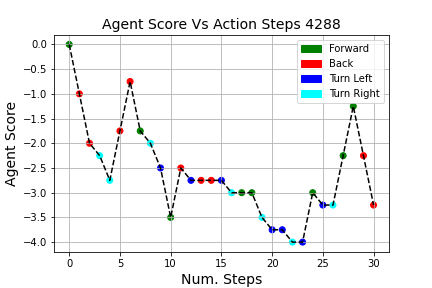 Agent Score Vs Action Steps 4288
Agent Score
0.0
−0.5
−1.0
−1.5
−2.0
−2.5
−3.0
−3.5
−4.0
Forward
Back
Turn Left
Turn Right
0 5 10 15 20 25 30
Num. Steps